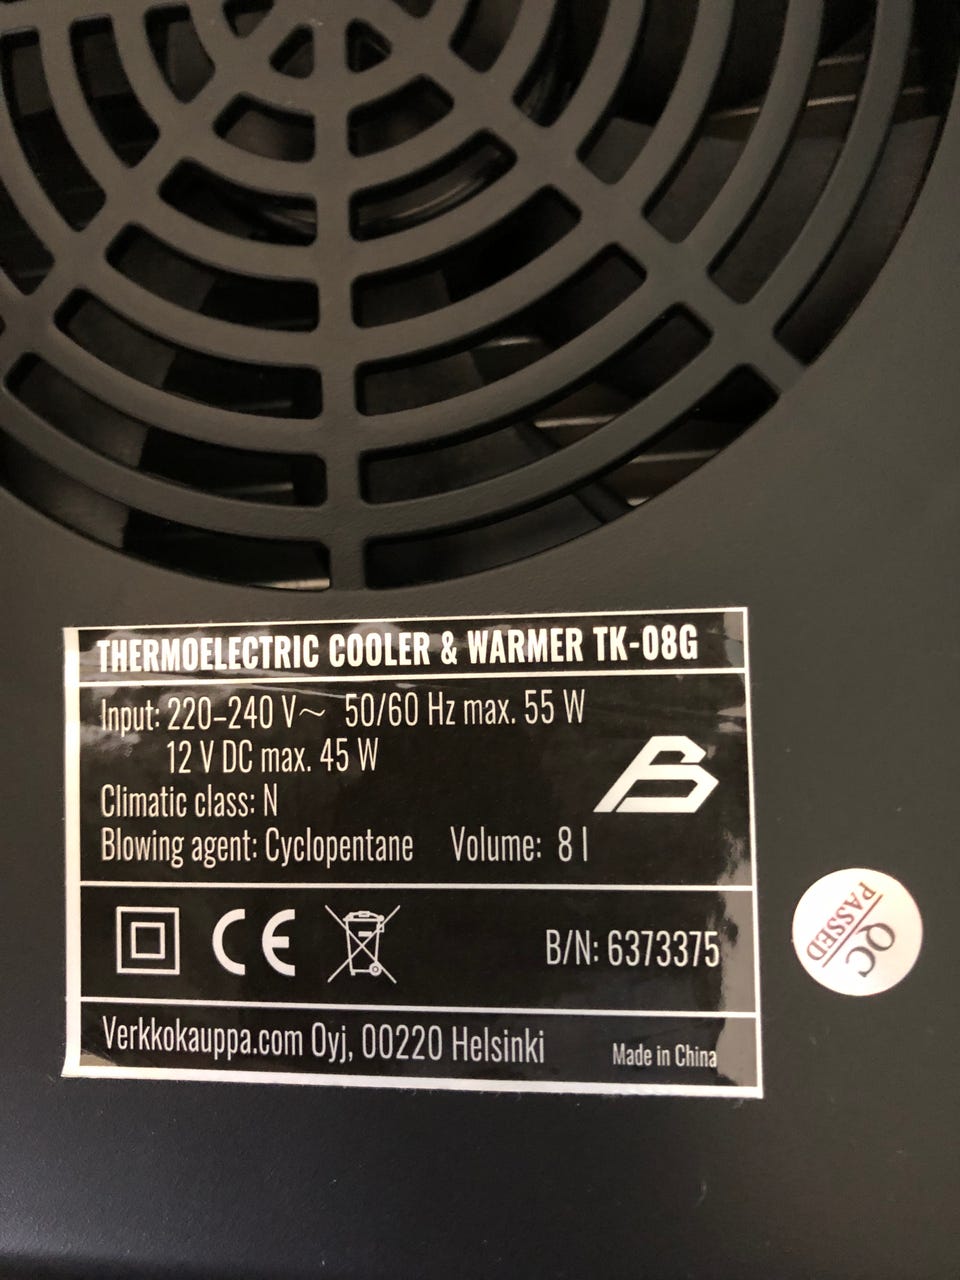 THERMOELECTRIC COOLER & WARMER TK-08G
Input: 220–240 V~ 50/60 Hz max. 55 W
12 V DC max. 45 W
Climatic class: N
Blowing agent: Cyclopentane Volume: 8 l
CE B/N: 6373375
Verkkokauppa.com Oyj, 00220 Helsinki Made in China
QC
PASSED